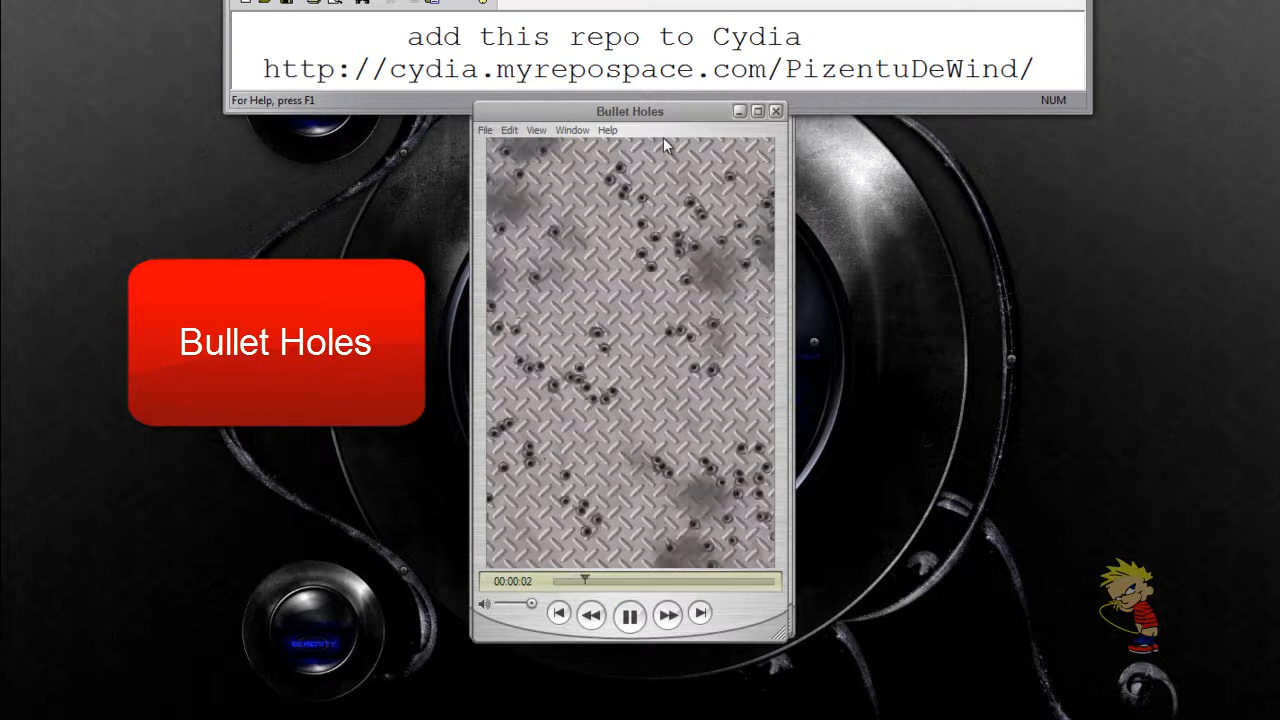 add this repo to Cydia
http://cydia.myrepospace.com/PizentuDeWind/
For Help, press F1
NUM
Bullet Holes
File Edit View Window Help
Bullet Holes
00:00:02
SERENITY